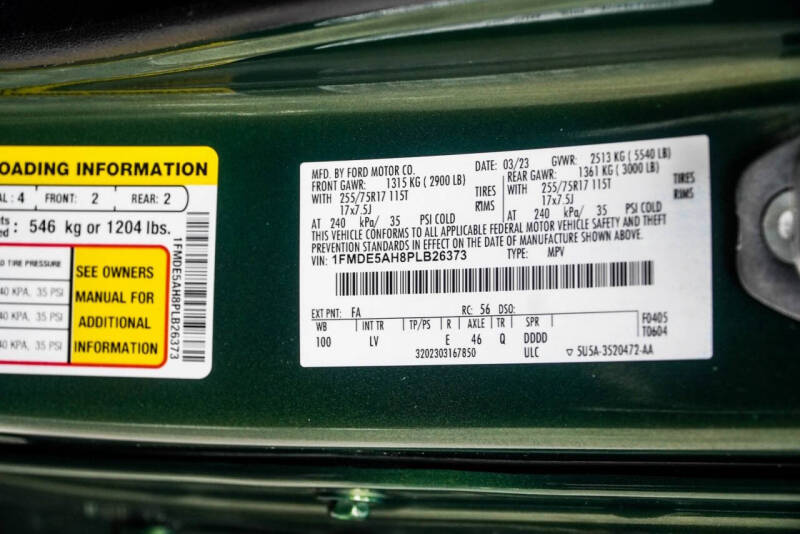 OADING INFORMATION
AL: 4 FRONT: 2 REAR: 2
546 kg or 1204 lbs.
TIRE PRESSURE
40 KPA, 35 PSI
40 KPA, 35 PSI
40 KPA, 35 PSI
SEE OWNERS
MANUAL FOR
ADDITIONAL
INFORMATION
1FMDE5AH8PLB26373
MFD. BY FORD MOTOR CO. DATE: 03/23 GVWR: 2513 KG ( 5540 LB)
FRONT GAWR: 1315 KG ( 2900 LB) REAR GAWR: 1361 KG ( 3000 LB)
WITH 255/75R17 115T TIRES WITH 255/75R17 115T TIRES
17x7.5J RIMS 17x7.5J RIMS
AT 240 kPa/ 35 PSI COLD AT 240 kPa/ 35 PSI COLD
THIS VEHICLE CONFORMS TO ALL APPLICABLE FEDERAL MOTOR VEHICLE SAFETY AND THEFT
PREVENTION STANDARDS IN EFFECT ON THE DATE OF MANUFACTURE SHOWN ABOVE.
VIN: 1FMDE5AH8PLB26373 TYPE: MPV
EXT PNT: FA RC: 56 DSO:
WB INT TR TP/PS R AXLE TR SPR F0405
100 LV E 46 Q DDDD T0604
3202303167850 ULC 5U5A-3520472-AA